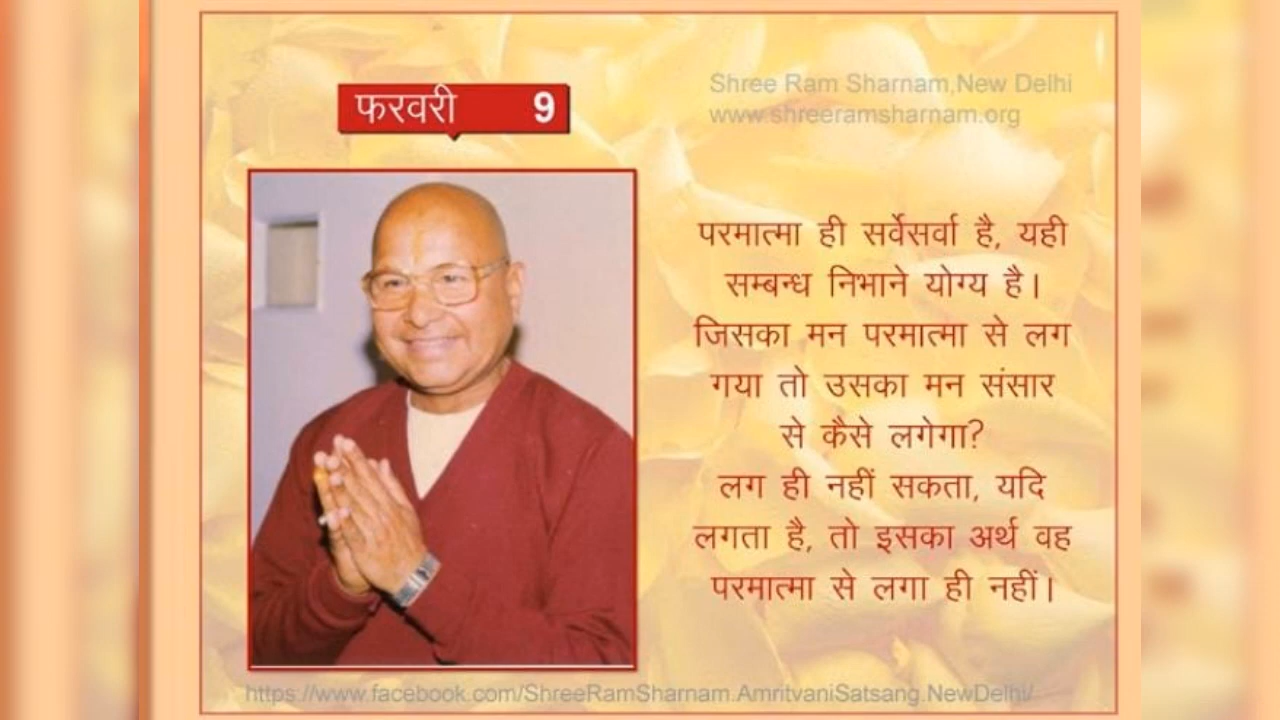 फरवरी 9
Shree Ram Sharnam,New Delhi
www.shreeramsharnam.org
परमात्मा ही सर्वेसर्वा है, यही
सम्बन्ध निभाने योग्य है।
जिसका मन परमात्मा से लग
गया तो उसका मन संसार
से कैसे लगेगा?
लग ही नहीं सकता, यदि
लगता है, तो इसका अर्थ वह
परमात्मा से लगा ही नहीं।
https://www.facebook.com/ShreeRamSharnam.AmritvaniSatsang.NewDelhi/